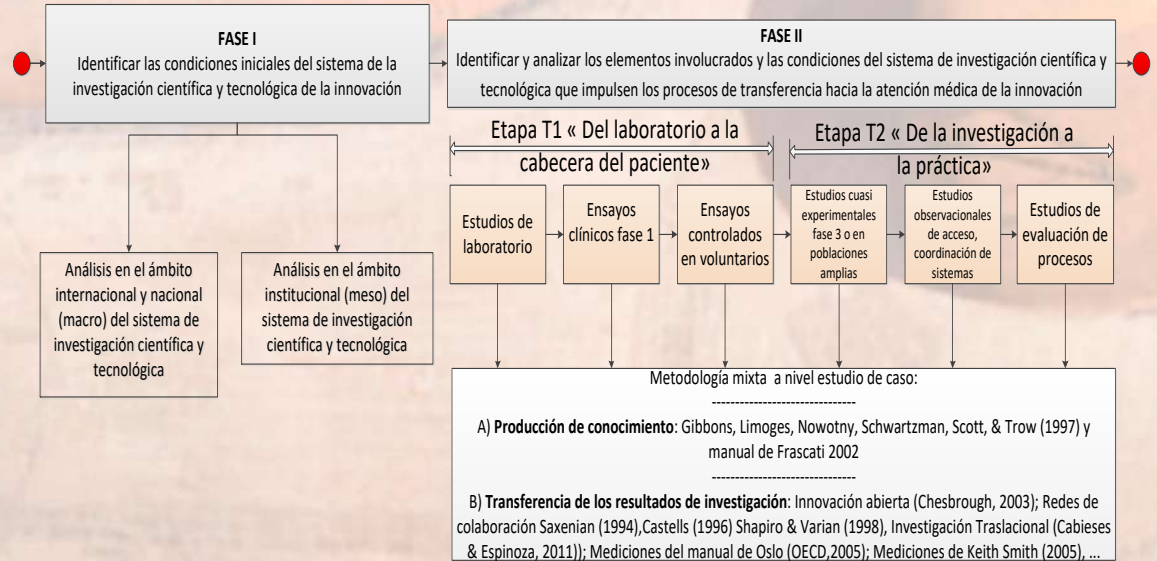 FASE I
Identificar las condiciones iniciales del sistema de la
investigación científica y tecnológica de la innovación
FASE II
Identificar y analizar los elementos involucrados y las condiciones del sistema de investigación científica y
tecnológica que impulsen los procesos de transferencia hacia la atención médica de la innovación
Etapa T1 « Del laboratorio a la
cabecera del paciente»
Etapa T2 « De la investigación a
la práctica»
Estudios de
laboratorio
Ensayos
clínicos fase 1
Ensayos
controlados
en voluntarios
Estudios cuasi
experimentales
fase 3 o en
poblaciones
amplias
Estudios
observacionales
de acceso,
coordinación de
sistemas
Estudios de
evaluación de
procesos
Análisis en el ámbito
internacional y nacional
(macro) del sistema de
investigación científica y
tecnológica
Análisis en el ámbito
institucional (meso) del
sistema de investigación
científica y tecnológica
Metodología mixta a nivel estudio de caso:
-------------------------------
A) Producción de conocimiento: Gibbons, Limoges, Nowotny, Schwartzman, Scott, & Trow (1997) y
manual de Frascati 2002
-------------------------------
B) Transferencia de los resultados de investigación: Innovación abierta (Chesbrough, 2003); Redes de
colaboración Saxenian (1994),Castells (1996) Shapiro & Varian (1998), Investigación Traslacional (Cabieses
& Espinoza, 2011)); Mediciones del manual de Oslo (OECD,2005); Mediciones de Keith Smith (2005), ...